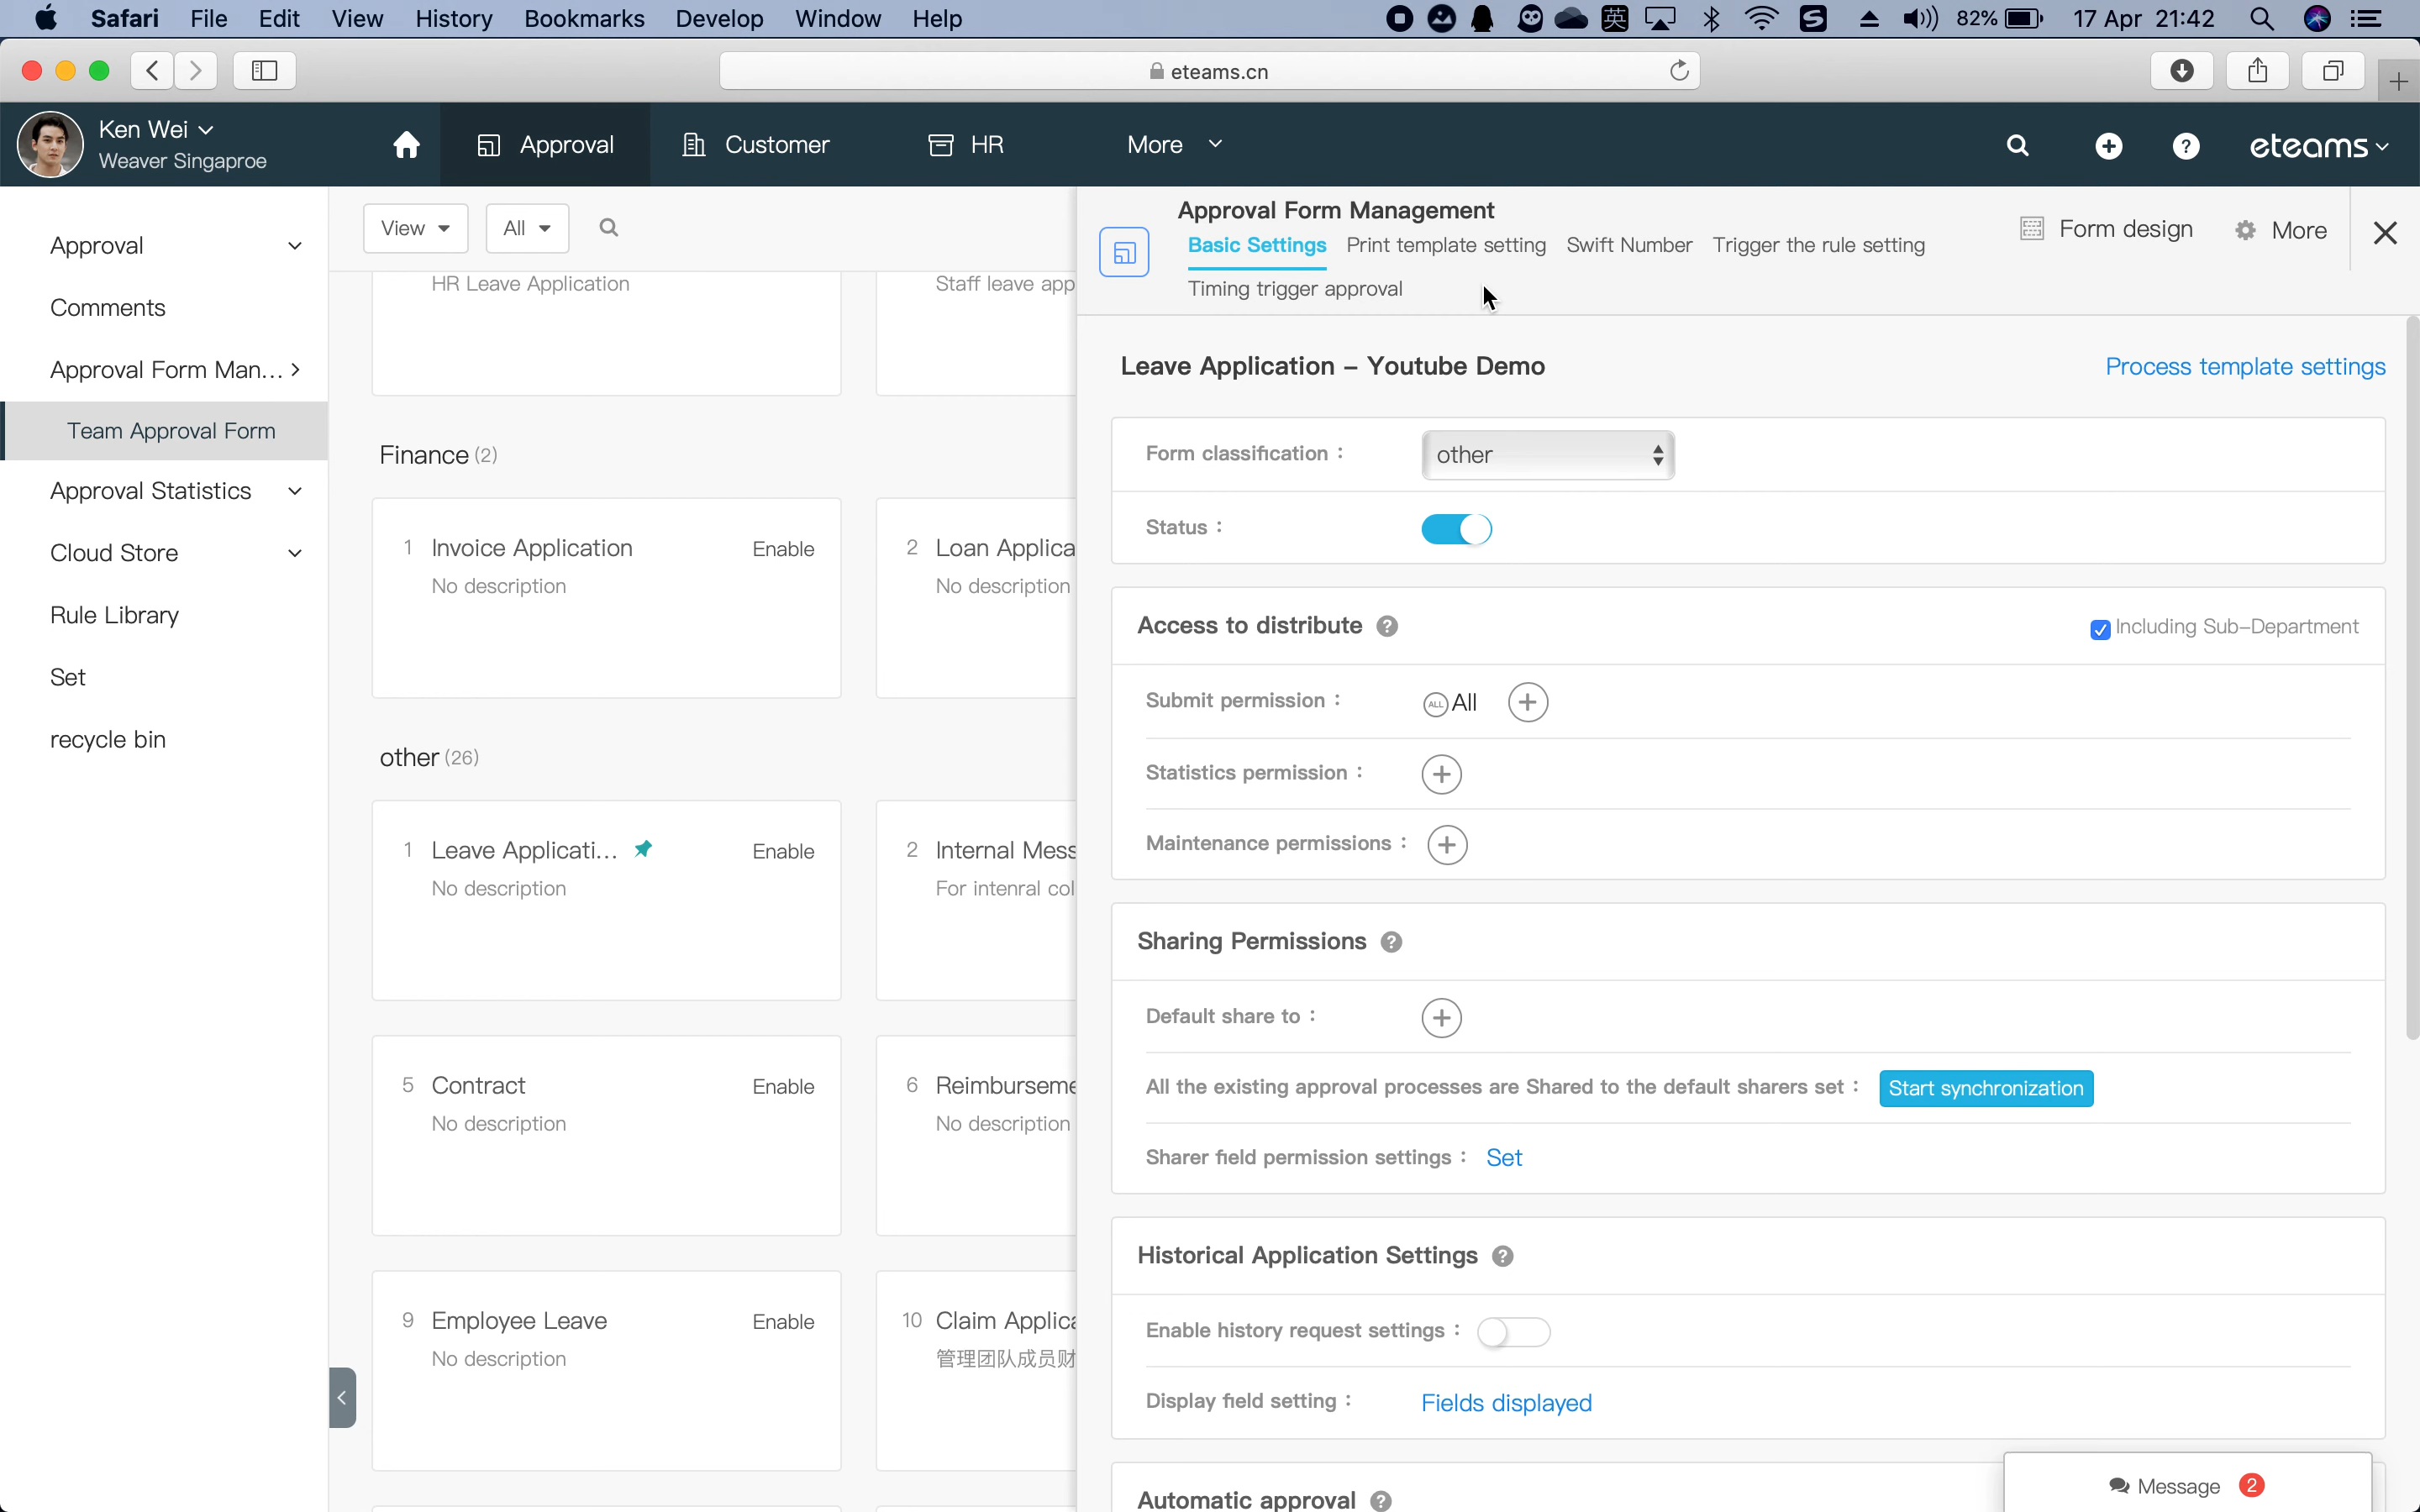 Safari File Edit View History Bookmarks Develop Window Help 英 82% 17 Apr 21:42
eteams.cn
Ken Wei
Weaver Singaproe
Approval
Customer
HR
More
eteams
Approval
Comments
Approval Form Man...
Team Approval Form
Approval Statistics
Cloud Store
Rule Library
Set
recycle bin
View
All
HR Leave Application
Staff leave app
Finance (2)
1 Invoice Application Enable
No description
2 Loan Applica
No description
other (26)
1 Leave Applicati... Enable
No description
2 Internal Mess
For intenral col
5 Contract Enable
No description
6 Reimburseme
No description
9 Employee Leave Enable
No description
10 Claim Applica
管理团队成员财
Approval Form Management
Basic Settings Print template setting Swift Number Trigger the rule setting
Timing trigger approval
Form design
More
Leave Application – Youtube Demo
Process template settings
Form classification : other
Status :
Access to distribute ?
Including Sub-Department
Submit permission : ALL All
Statistics permission :
Maintenance permissions :
Sharing Permissions ?
Default share to :
All the existing approval processes are Shared to the default sharers set : Start synchronization
Sharer field permission settings : Set
Historical Application Settings ?
Enable history request settings :
Display field setting : Fields displayed
Automatic approval ?
Message 2